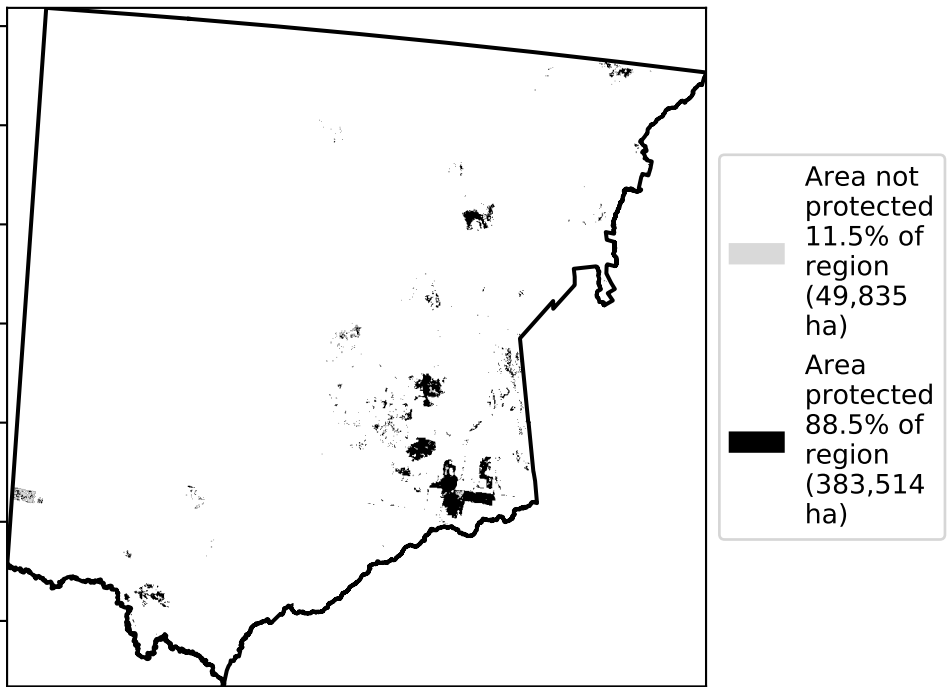 Area not
protected
11.5% of
region
(49,835
ha)
Area
protected
88.5% of
region
(383,514
ha)